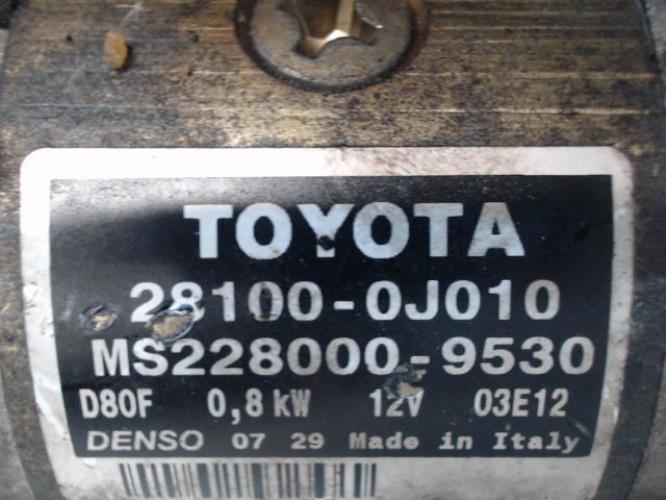 TOYOTA
28100-0J010
MS228000-9530
D80F 0,8 kW 12V 03E12
DENSO 07 29 Made in Italy